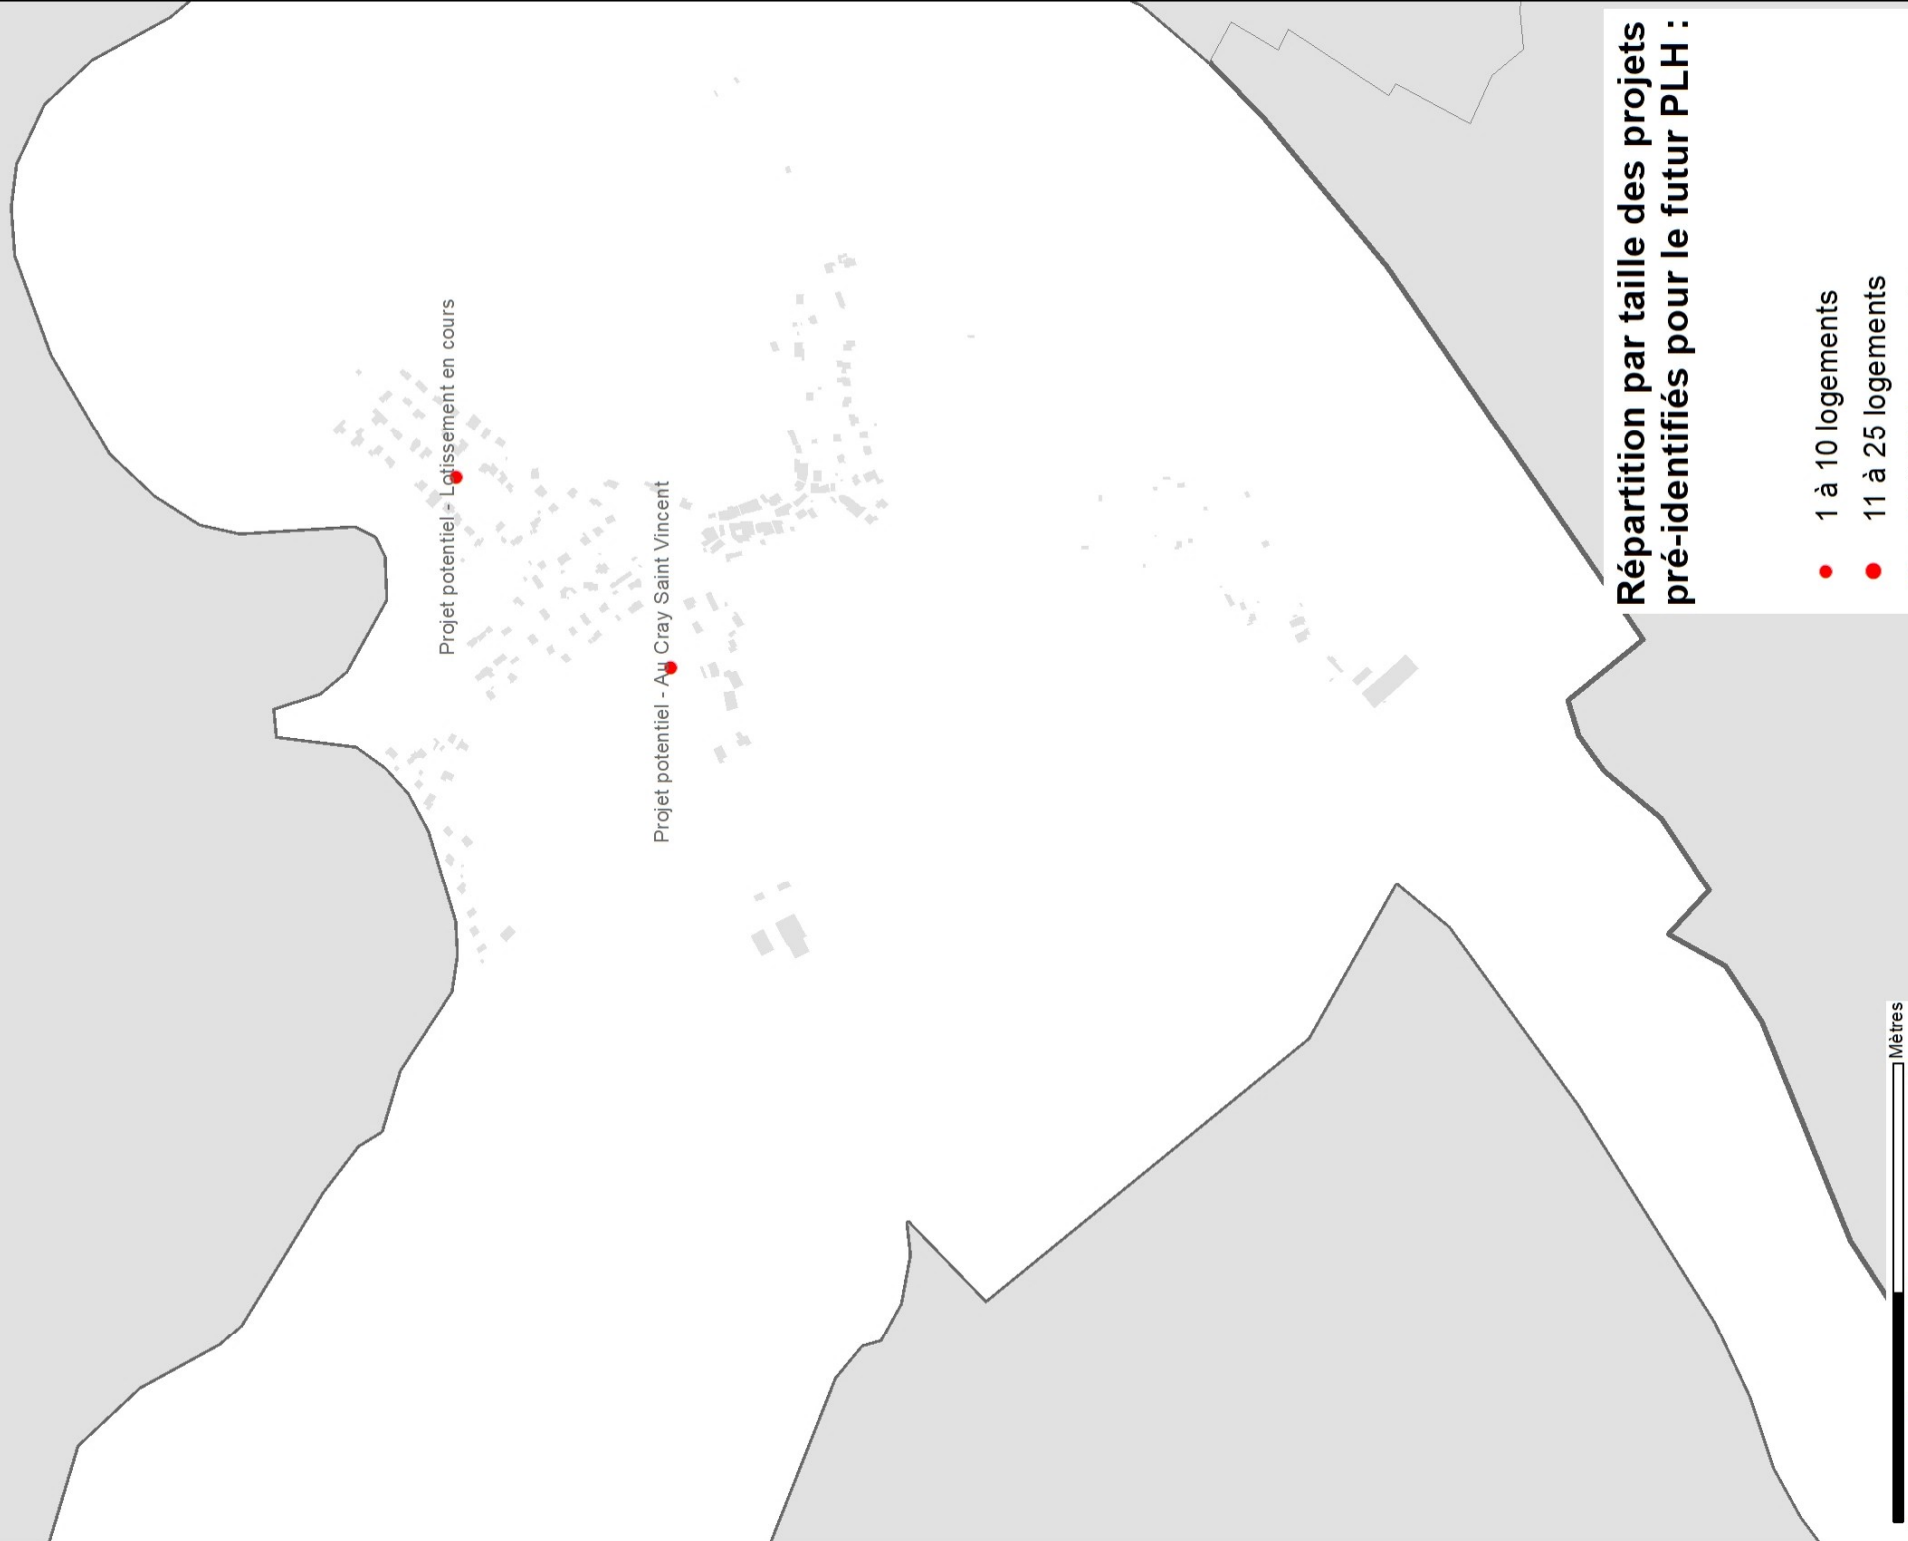 Projet potentiel - Lotissement en cours
Projet potentiel - Au Cray Saint Vincent
Répartition par taille des projets
pré-identifiés pour le futur PLH :
1 à 10 logements
11 à 25 logements
Mètres